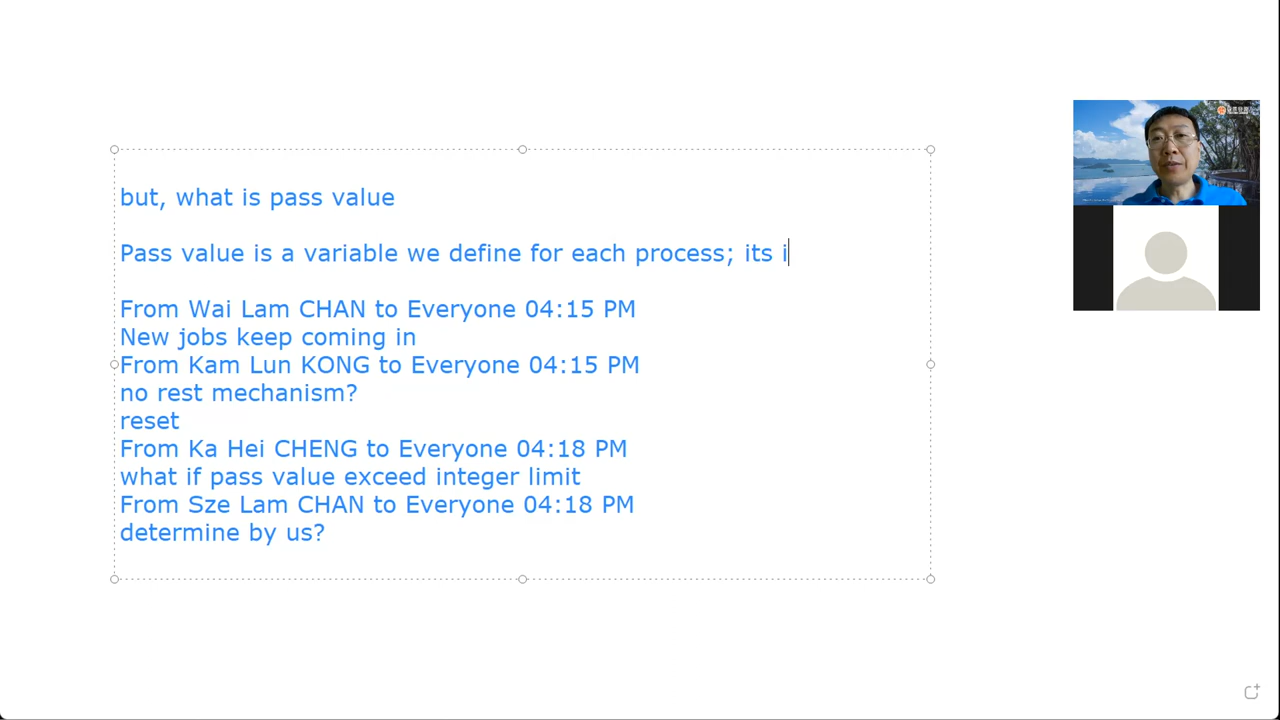 but, what is pass value
Pass value is a variable we define for each process; its i
From Wai Lam CHAN to Everyone 04:15 PM
New jobs keep coming in
From Kam Lun KONG to Everyone 04:15 PM
no rest mechanism?
reset
From Ka Hei CHENG to Everyone 04:18 PM
what if pass value exceed integer limit
From Sze Lam CHAN to Everyone 04:18 PM
determine by us?